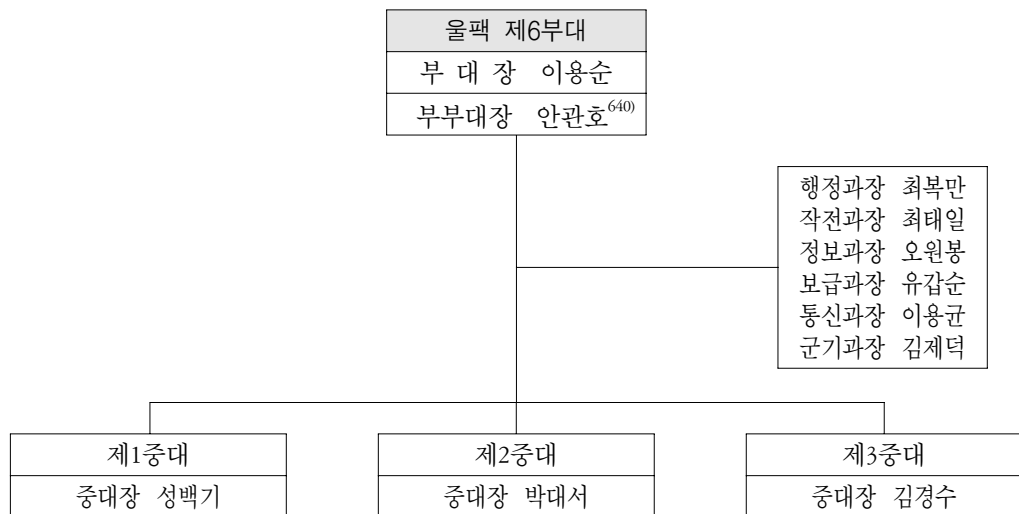 울팩 제6부대
부 대 장 이용순
부부대장 안관호640)
행정과장 최복만
작전과장 최태일
정보과장 오원봉
보급과장 유갑순
통신과장 이용균
군기과장 김제덕
제1중대
중대장 성백기
제2중대
중대장 박대서
제3중대
중대장 김경수